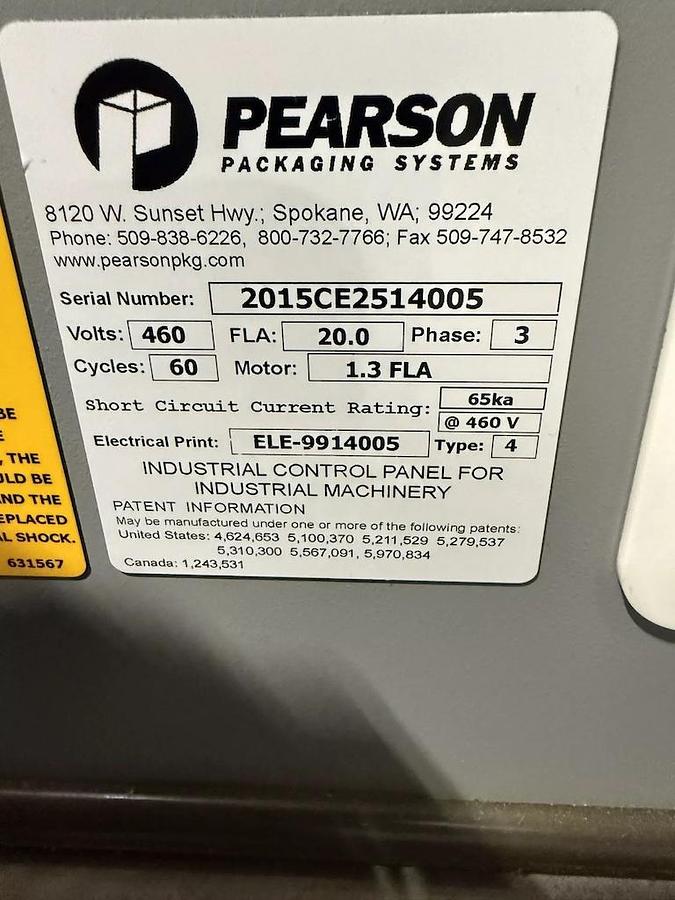 PEARSON
PACKAGING SYSTEMS
8120 W. Sunset Hwy.; Spokane, WA; 99224
Phone: 509-838-6226, 800-732-7766; Fax 509-747-8532
www.pearsonpkg.com
Serial Number: 2015CE2514005
Volts: 460 FLA: 20.0 Phase: 3
Cycles: 60 Motor: 1.3 FLA
Short Circuit Current Rating: 65ka
@ 460 V
Electrical Print: ELE-9914005 Type: 4
INDUSTRIAL CONTROL PANEL FOR
INDUSTRIAL MACHINERY
PATENT INFORMATION
May be manufactured under one or more of the following patents:
United States: 4,624,653 5,100,370 5,211,529 5,279,537
5,310,300 5,567,091, 5,970,834
Canada: 1,243,531
BE
E
, THE
ULD BE
AND THE
EPLACED
AL SHOCK.
631567